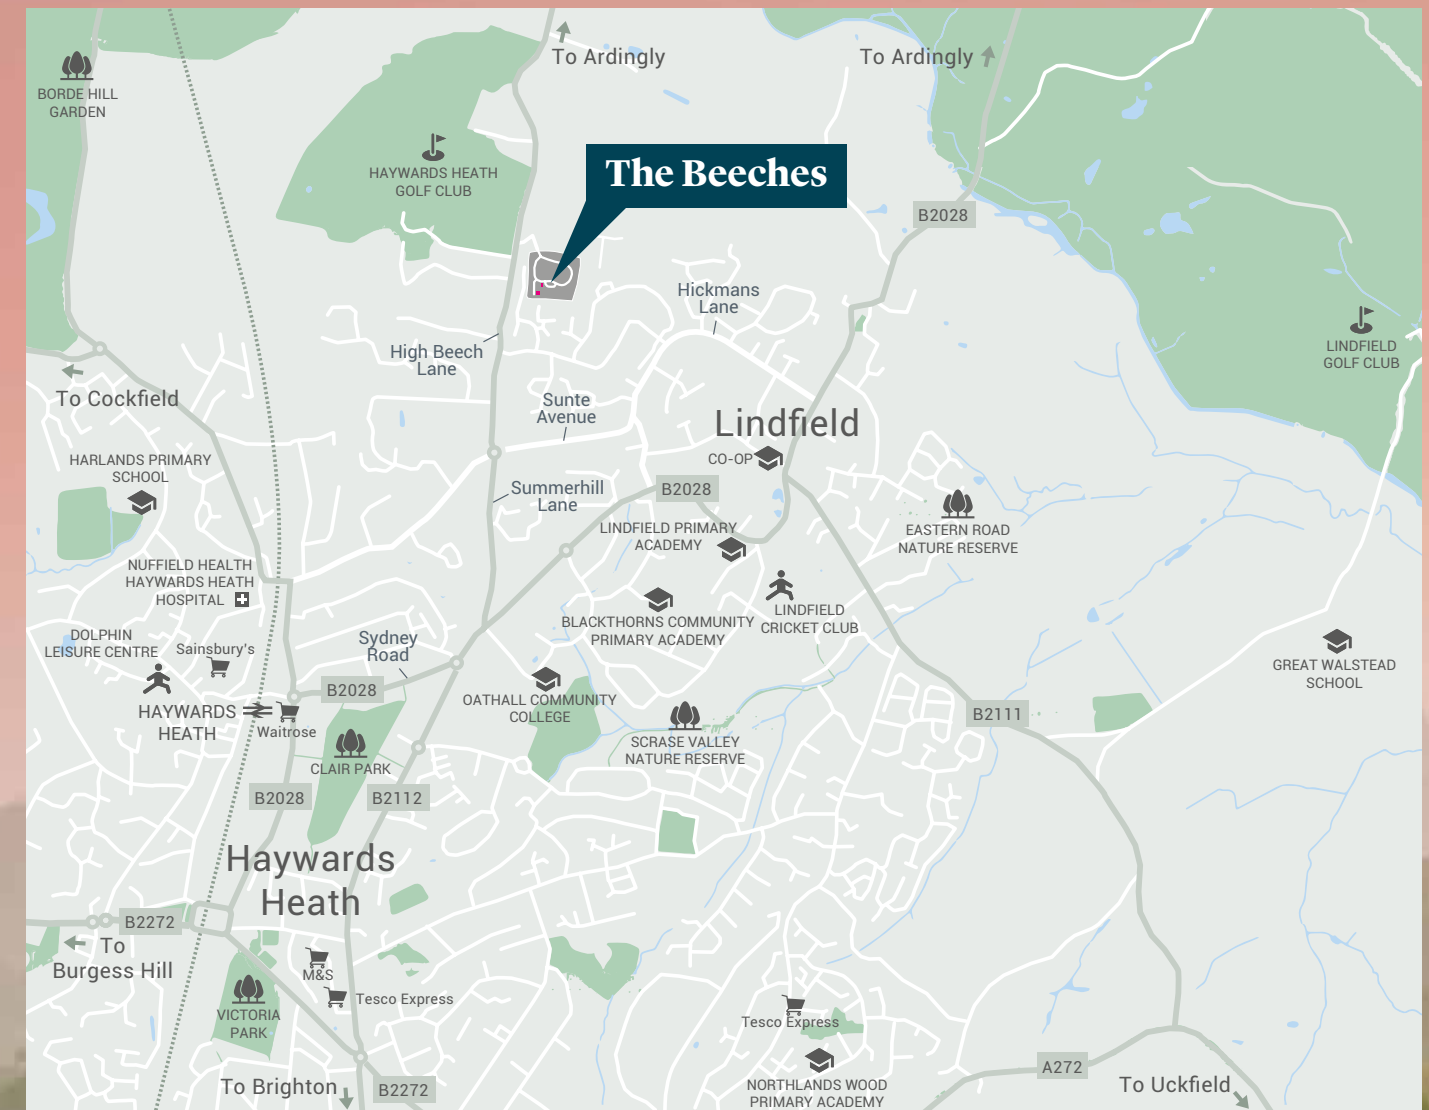 To Ardingly
To Ardingly
BORDE HILL
GARDEN
HAYWARDS HEATH
GOLF CLUB
The Beeches
B2028
Hickmans
Lane
High Beech
Lane
LINDFIELD
GOLF CLUB
To Cockfield
Sunte
Avenue
Lindfield
CO-OP
HARLANDS PRIMARY
SCHOOL
Summerhill
Lane
B2028
LINDFIELD PRIMARY
ACADEMY
EASTERN ROAD
NATURE RESERVE
NUFFIELD HEALTH
HAYWARDS HEATH
HOSPITAL
BLACKTHORNS COMMUNITY
PRIMARY ACADEMY
LINDFIELD
CRICKET CLUB
DOLPHIN
LEISURE CENTRE
Sainsbury's
Sydney
Road
GREAT WALSTEAD
SCHOOL
B2028
OATHALL COMMUNITY
COLLEGE
HAYWARDS
HEATH
Waitrose
B2111
SCRASE VALLEY
NATURE RESERVE
CLAIR PARK
B2028
B2112
Haywards
Heath
B2272
To
Burgess Hill
M&S
Tesco Express
VICTORIA
PARK
Tesco Express
To Brighton
B2272
NORTHLANDS WOOD
PRIMARY ACADEMY
A272
To Uckfield